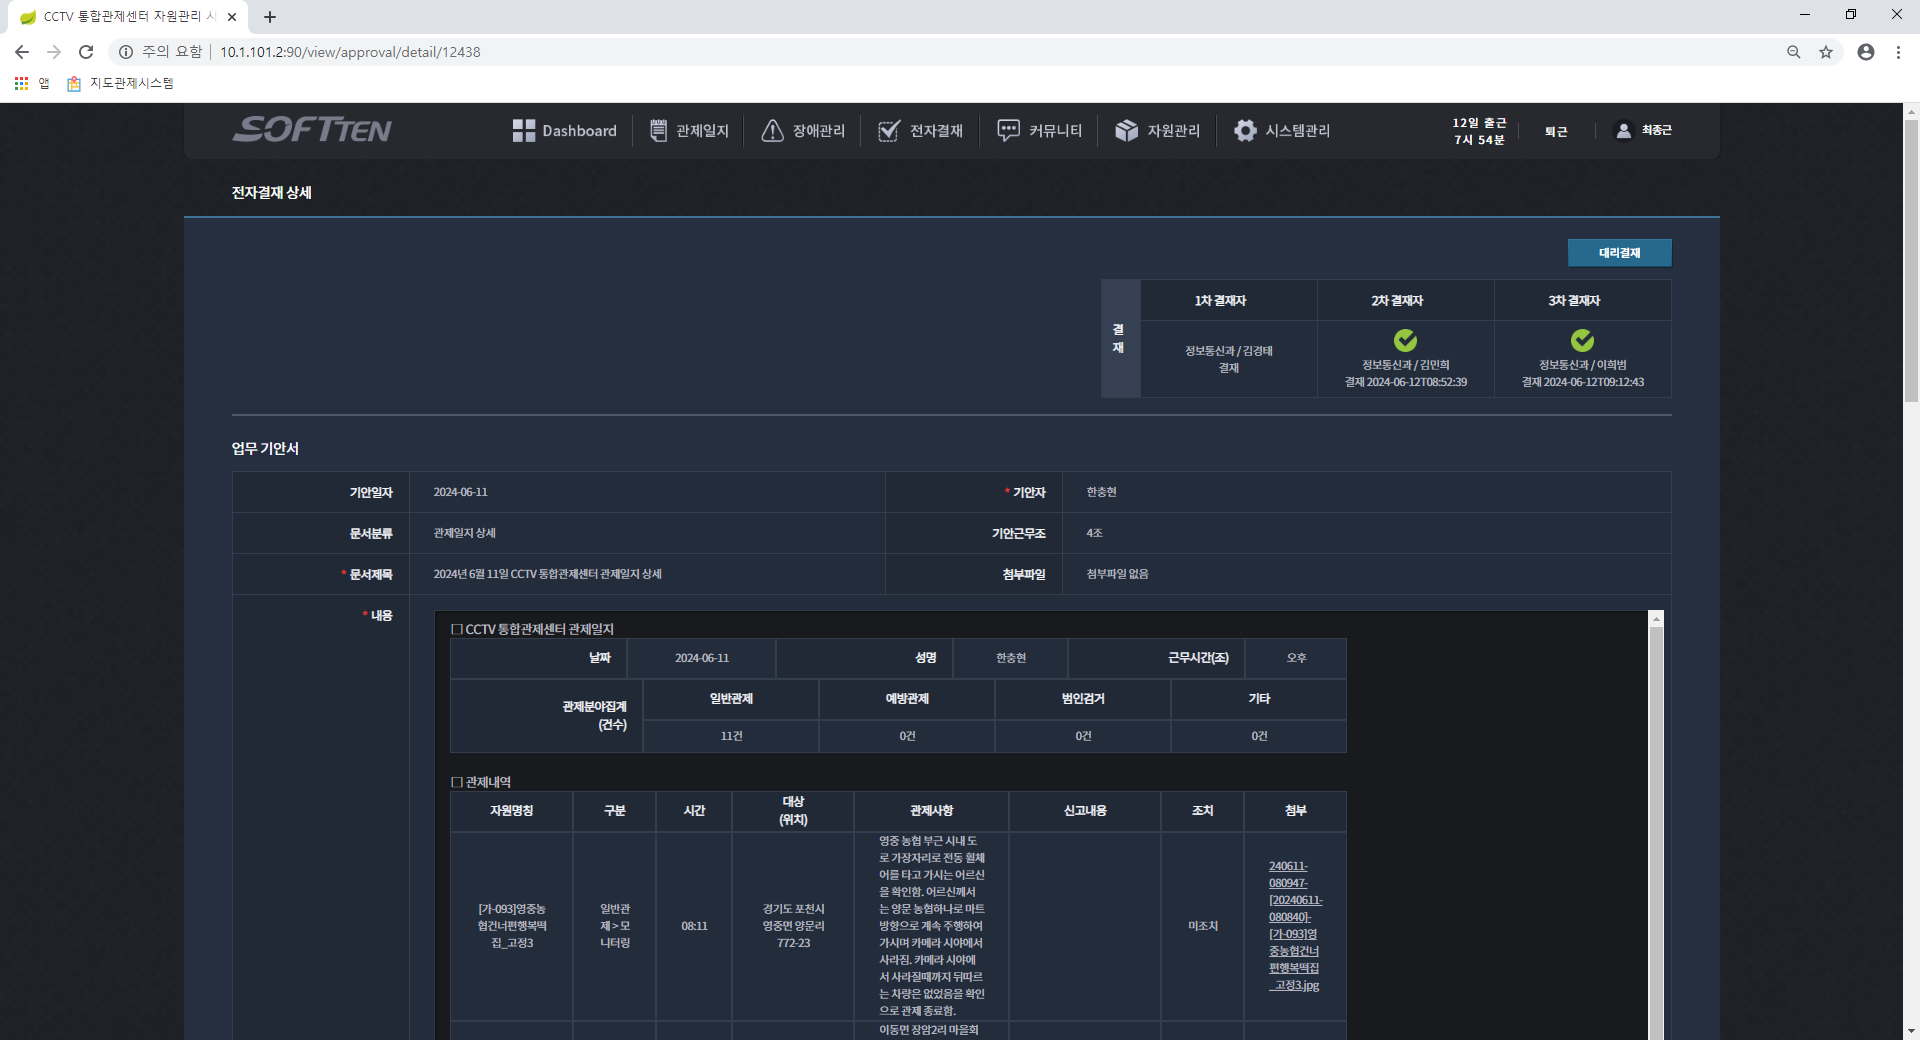 CCTV 통합관제센터 자원관리 시
주의 요함
10.1.101.2:90/view/approval/detail/12438
앱
지도관제시스템
SOFTTEN
Dashboard
관제일지
장애관리
전자결재
커뮤니티
자원관리
시스템관리
12일 출근
7시 54분
퇴근
최종근
전자결재 상세
대리결재
결
재
1차 결재자
2차 결재자
3차 결재자
정보통신과 / 김경태
결재
정보통신과 / 김민희
결재 2024-06-12T08:52:39
정보통신과 / 이희범
결재 2024-06-12T09:12:43
업무 기안서
기안일자
2024-06-11
* 기안자
한충현
문서분류
관제일지 상세
기안근무조
4조
* 문서제목
2024년 6월 11일 CCTV 통합관제센터 관제일지 상세
첨부파일
첨부파일 없음
* 내용
□ CCTV 통합관제센터 관제일지
날짜
2024-06-11
성명
한충현
근무시간(조)
오후
관제분야집계
(건수)
일반관제
예방관제
범인검거
기타
11건
0건
0건
0건
□ 관제내역
자원명칭
구분
시간
대상
(위치)
관제사항
신고내용
조치
첨부
[가-093]영중농
협건너편행복떡
집_고정3
일반관
제 > 모
니터링
08:11
경기도 포천시
영중면 양문리
772-23
영중 농협 부근 시내 도
로 가장자리로 전동 휠체
어를 타고 가시는 어르신
을 확인함. 어르신께서
는 양문 농협하나로 마트
방향으로 계속 주행하여
가시며 카메라 시야에서
사라짐. 카메라 시야에
서 사라질때까지 뒤따르
는 차량은 없었음을 확인
으로 관제 종료함.
미조치
240611-
080947-
[20240611-
080840]-
[가-093]영
중농협건너
편행복떡집
_고정3.jpg
이동면 장암2리 마을회